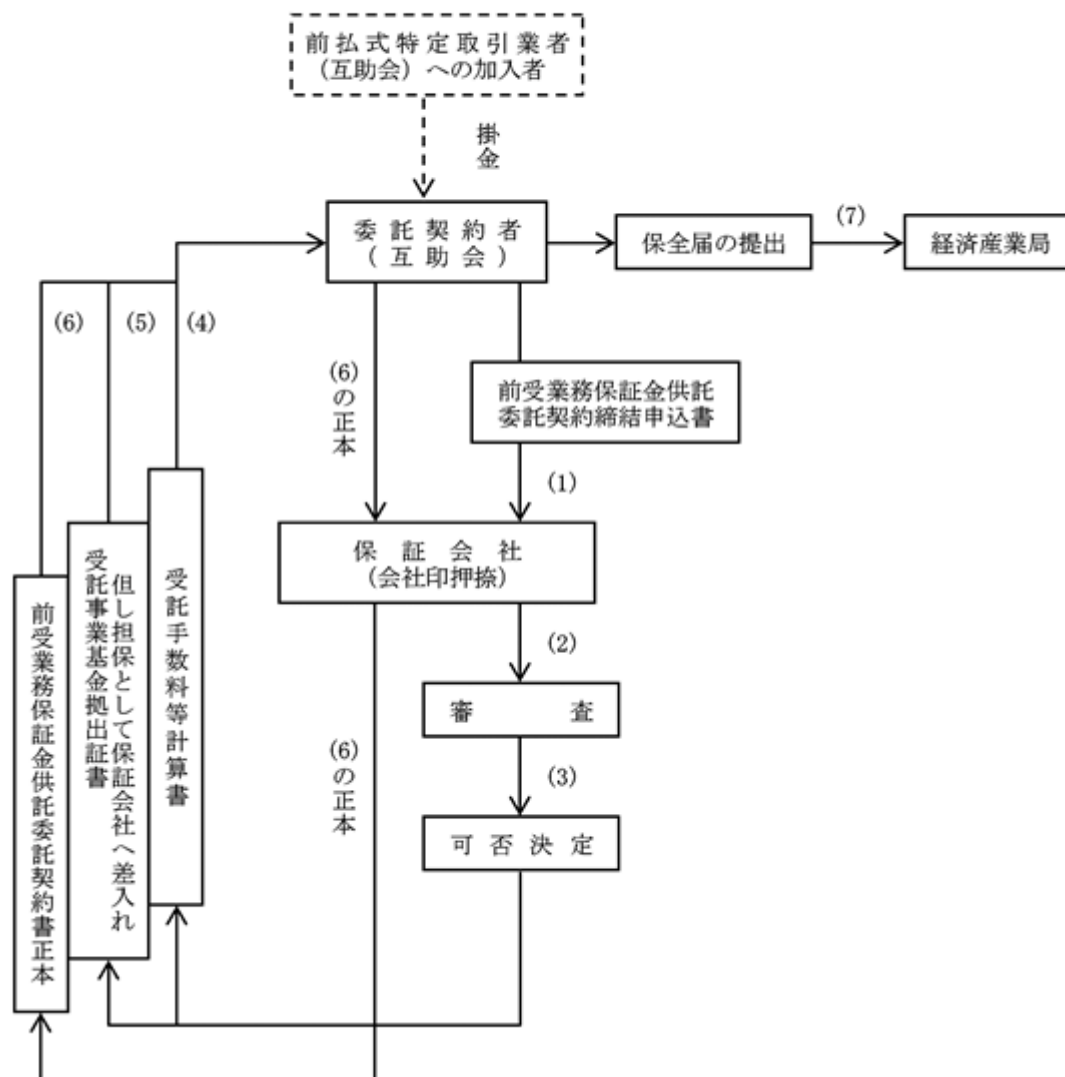 前払式特定取引業者
（互助会）への加入者
掛金
委託契約者
（互助会）
保全届の提出
(7)
経済産業局
(6)
(5)
(4)
(6)の正本
前受業務保証金供託
委託契約締結申込書
(1)
保証会社
(会社印押捺)
(2)
審査
(3)
可否決定
(6)の正本
受託手数料等計算書
受託事業基金拠出証書
但し担保として保証会社へ差入れ
前受業務保証金供託委託契約書正本